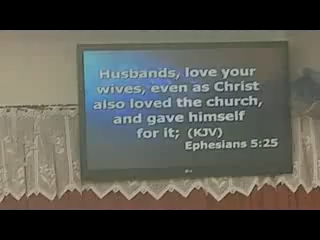 Husbands, love your
wives, even as Christ
also loved the church,
and gave himself
for it; (KJV)
Ephesians 5:25
LG